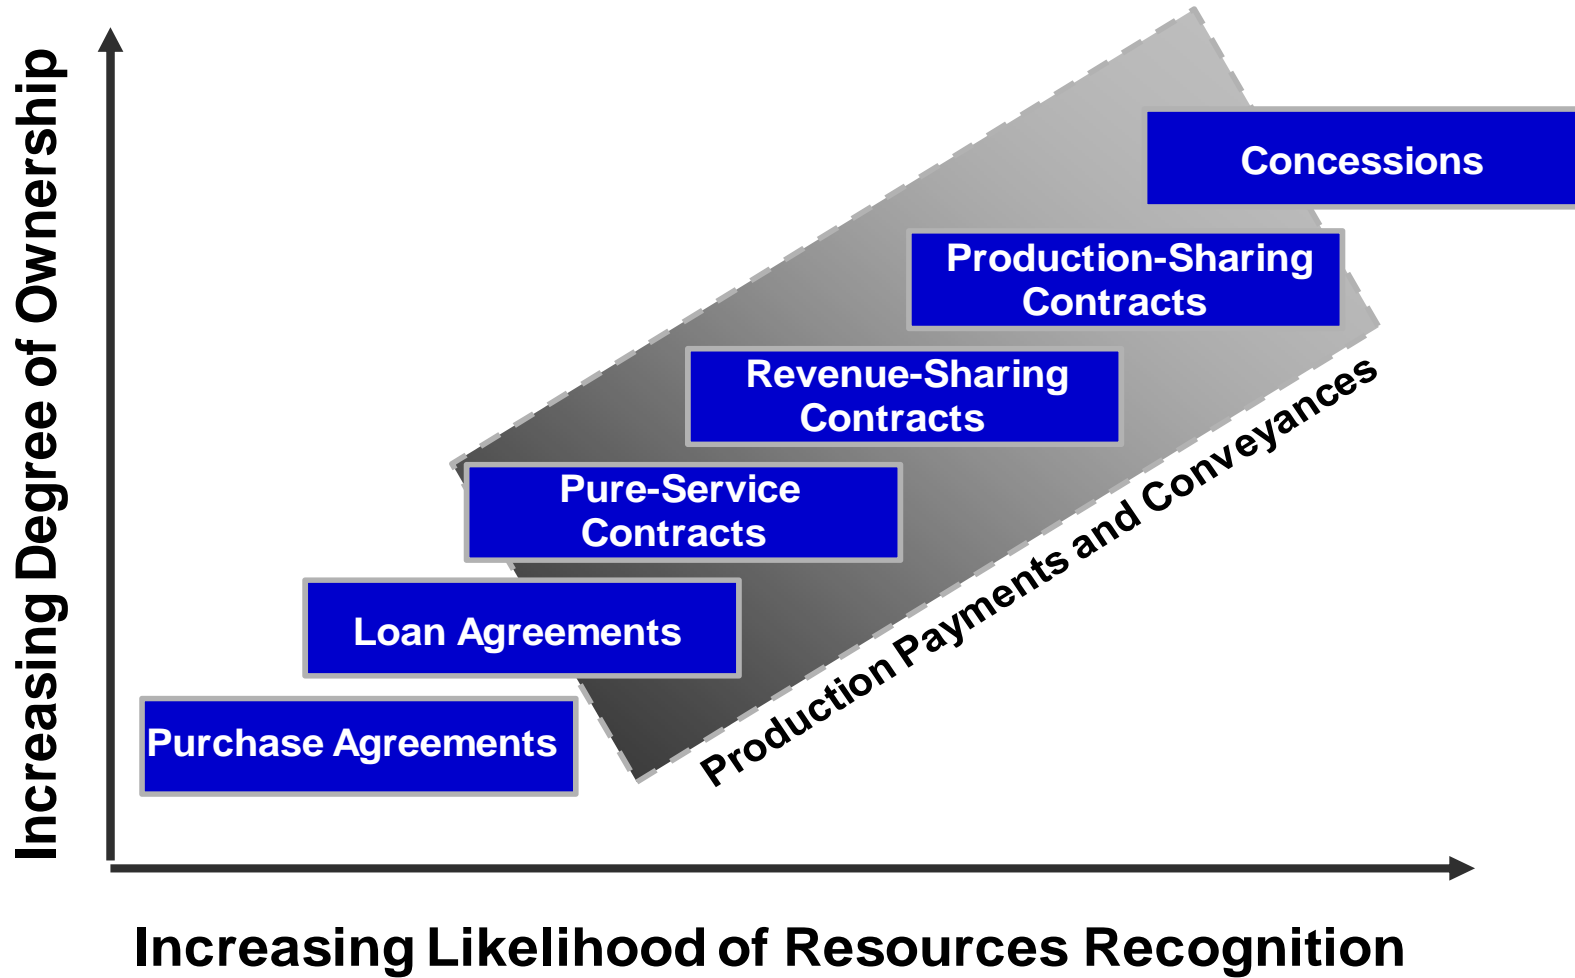 Increasing Degree of Ownership
Concessions
Production-Sharing
Contracts
Revenue-Sharing
Contracts
Pure-Service
Contracts
Loan Agreements
Purchase Agreements
Production Payments and Conveyances
Increasing Likelihood of Resources Recognition